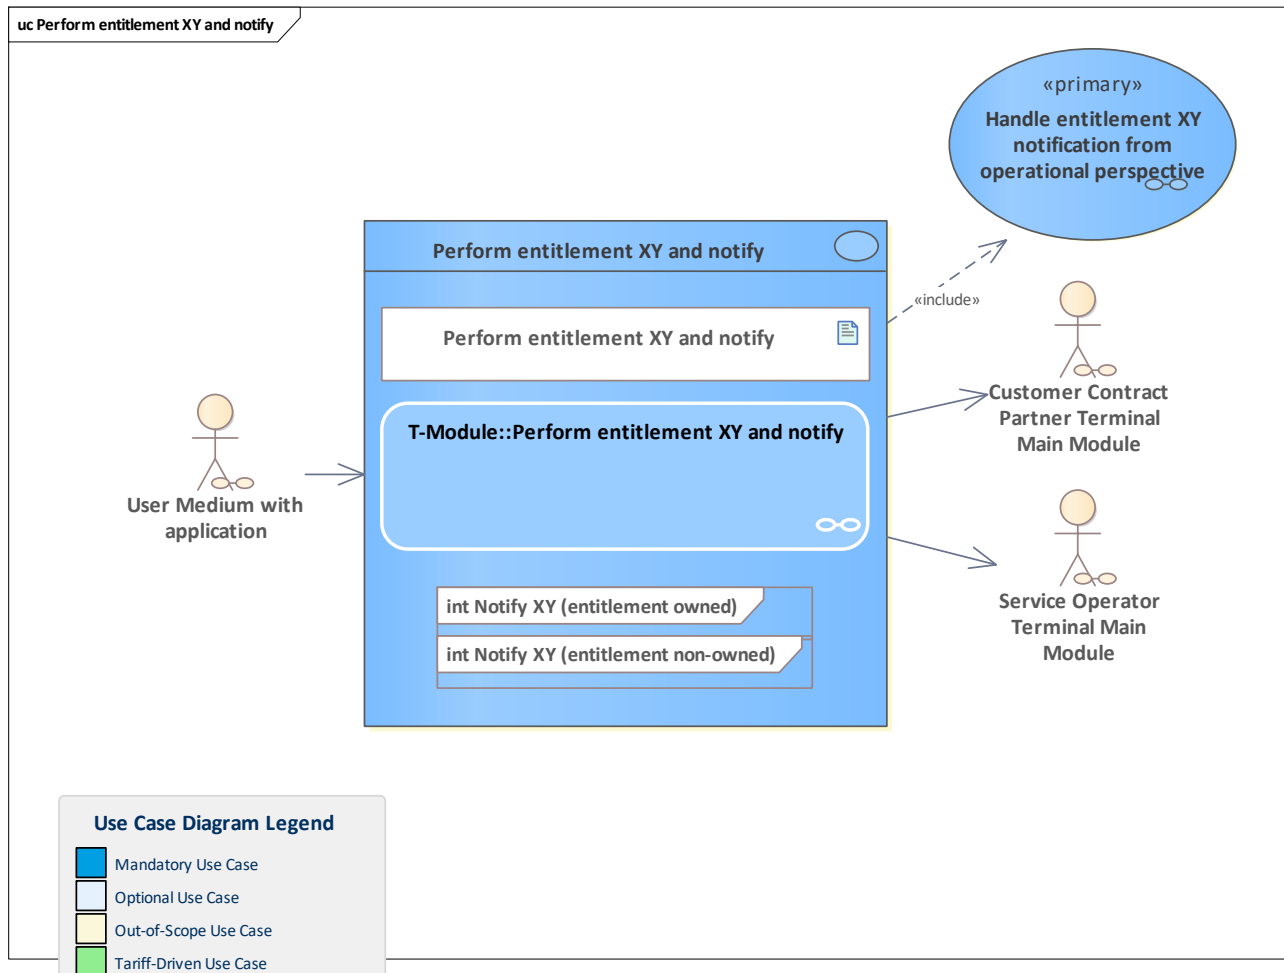 uc Perform entitlement XY and notify
«primary»
Handle entitlement XY
notification from
operational perspective
Perform entitlement XY and notify
«include»
Perform entitlement XY and notify
Customer Contract
Partner Terminal
Main Module
T-Module::Perform entitlement XY and notify
User Medium with
application
Service Operator
Terminal Main
Module
int Notify XY (entitlement owned)
int Notify XY (entitlement non-owned)
Use Case Diagram Legend
Mandatory Use Case
Optional Use Case
Out-of-Scope Use Case
Tariff-Driven Use Case